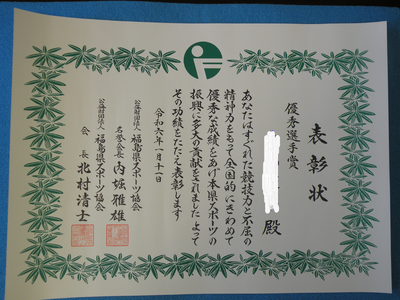 表彰状
優秀選手賞
殿
あなたはすぐれた競技力と不屈の
精神力をもって全国的にきわめて
優秀な成績をあげ本県スポーツの
振興に多大の貢献をされましたよって
その功績をたたえ表彰します
令和六年一月十一日
公益財団法人 福島県スポーツ協会
名誉会長 内堀雅雄
公益財団法人 福島県スポーツ協会
会長 北村清士